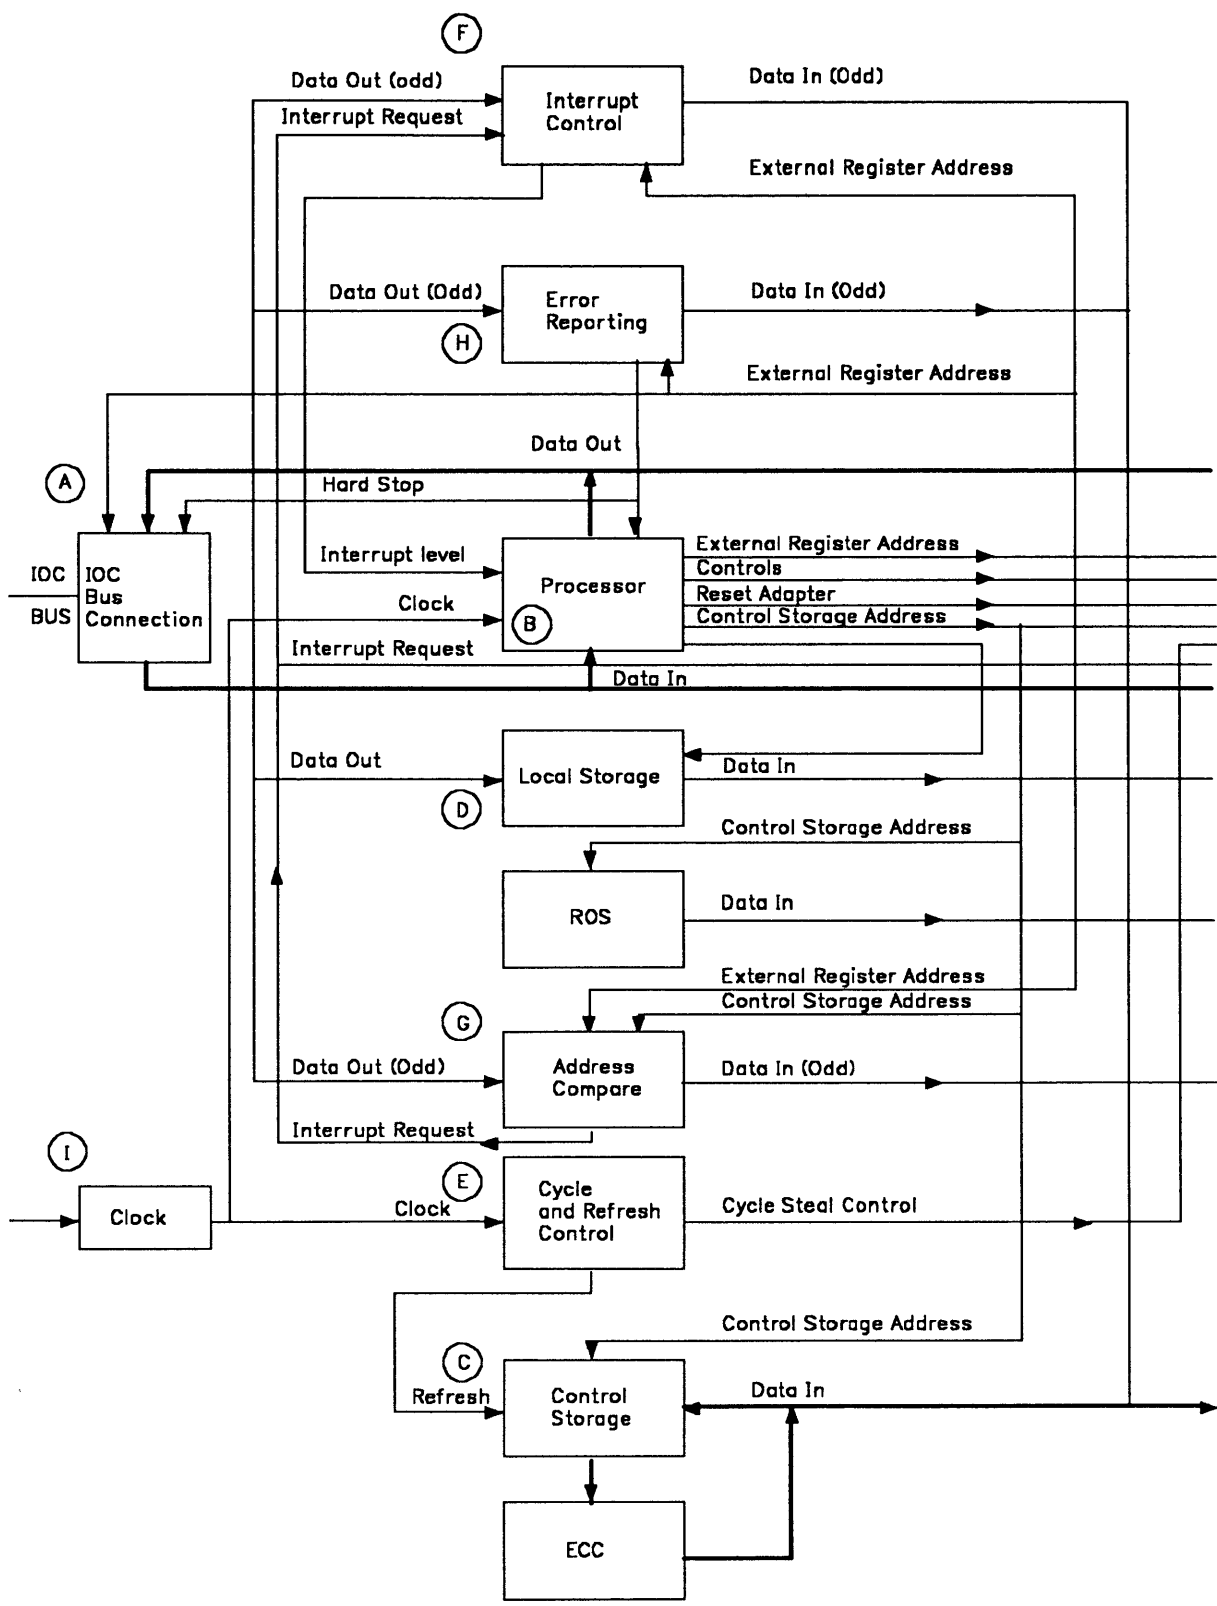 F
Data Out (odd)
Interrupt Request
Interrupt
Control
Data In (Odd)
External Register Address
Data Out (Odd)
Error
Reporting
Data In (Odd)
H
External Register Address
Data Out
A
Hard Stop
IOC
BUS
IOC
Bus
Connection
Interrupt level
Clock
Processor
B
External Register Address
Controls
Reset Adapter
Control Storage Address
Interrupt Request
Data In
Data Out
Local Storage
Data In
D
Control Storage Address
ROS
Data In
External Register Address
Control Storage Address
G
Data Out (Odd)
Address
Compare
Data In (Odd)
Interrupt Request
I
Clock
E
Clock
Cycle
and Refresh
Control
Cycle Steal Control
Control Storage Address
C
Refresh
Control
Storage
Data In
ECC